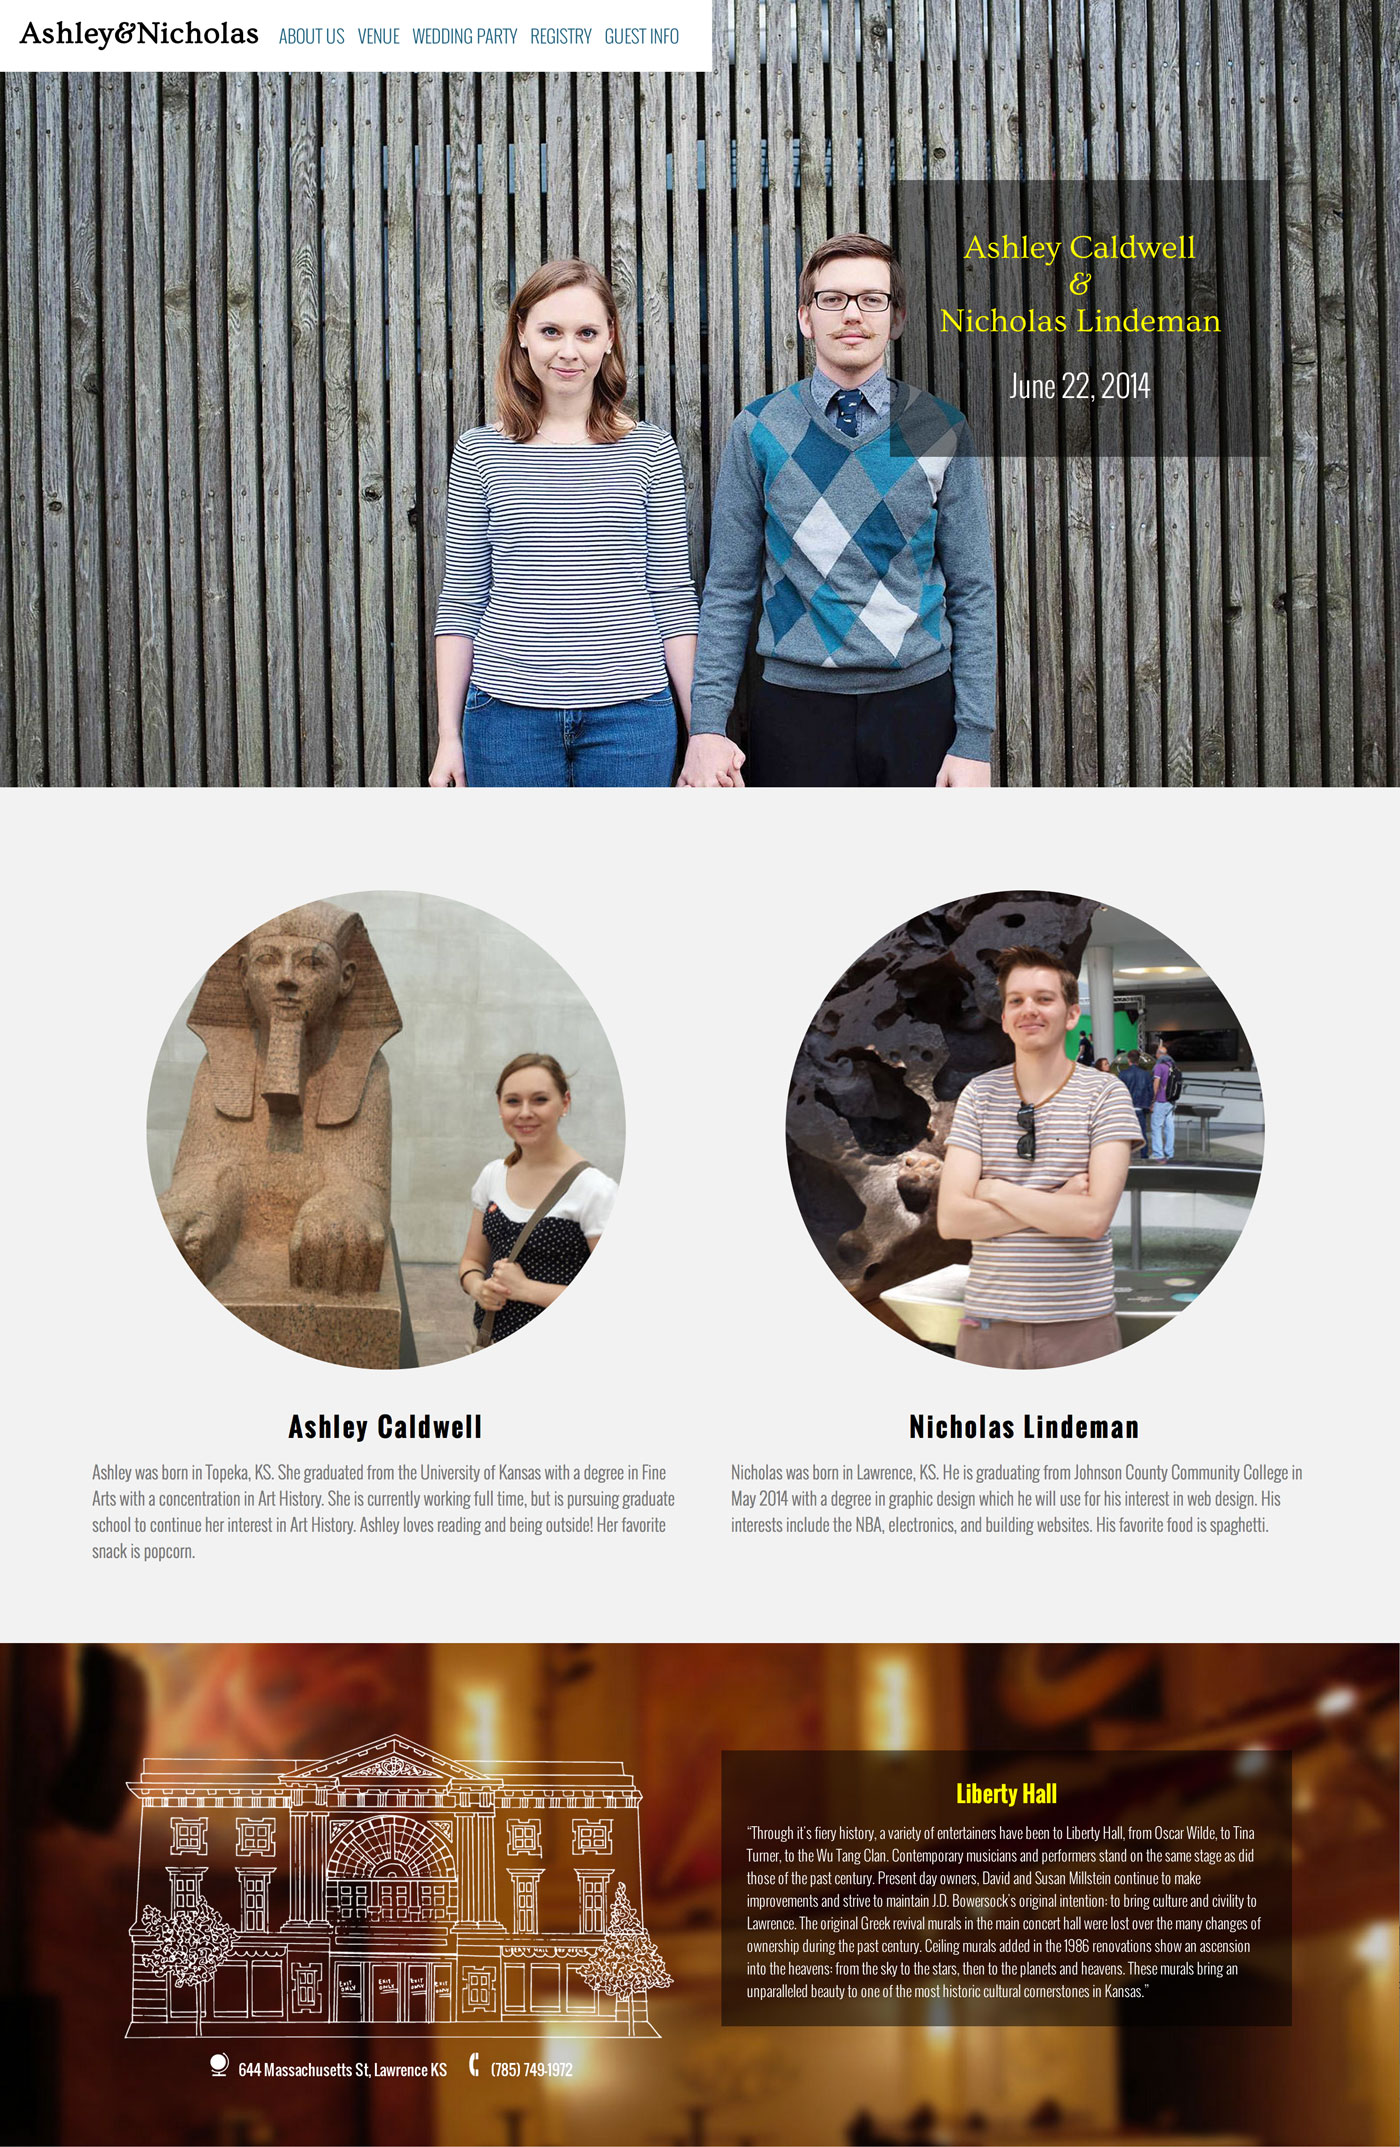 Ashley&Nicholas ABOUT US VENUE WEDDING PARTY REGISTRY GUEST INFO
Ashley Caldwell
&
Nicholas Lindeman
June 22, 2014
Ashley Caldwell
Ashley was born in Topeka, KS. She graduated from the University of Kansas with a degree in Fine
Arts with a concentration in Art History. She is currently working full time, but is pursuing graduate
school to continue her interest in Art History. Ashley loves reading and being outside! Her favorite
snack is popcorn.
Nicholas Lindeman
Nicholas was born in Lawrence, KS. He is graduating from Johnson County Community College in
May 2014 with a degree in graphic design which he will use for his interest in web design. His
interests include the NBA, electronics, and building websites. His favorite food is spaghetti.
LIBERTY HALL
EXIT ONLY
EXIT ONLY
EXIT ONLY
EXIT ONLY
644 Massachusetts St, Lawrence KS (785) 749-1972
Liberty Hall
“Through it’s fiery history, a variety of entertainers have been to Liberty Hall, from Oscar Wilde, to Tina
Turner, to the Wu Tang Clan. Contemporary musicians and performers stand on the same stage as did
those of the past century. Present day owners, David and Susan Millstein continue to make
improvements and strive to maintain J.D. Bowersock’s original intention: to bring culture and civility to
Lawrence. The original Greek revival murals in the main concert hall were lost over the many changes of
ownership during the past century. Ceiling murals added in the 1986 renovations show an ascension
into the heavens: from the sky to the stars, then to the planets and heavens. These murals bring an
unparalleled beauty to one of the most historic cultural cornerstones in Kansas.”